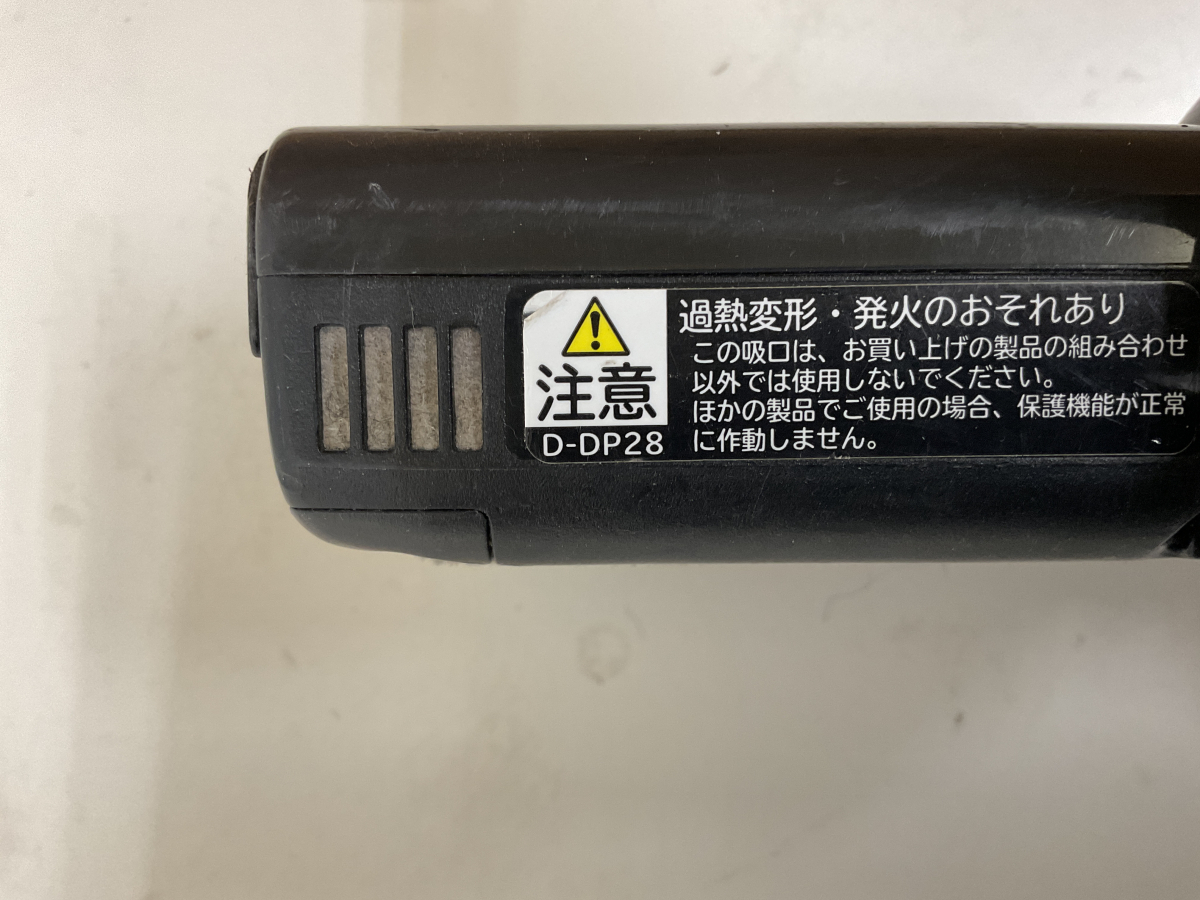 注意
D-DP28
過熱変形・発火のおそれあり
この吸口は、お買い上げの製品の組み合わせ
以外では使用しないでください。
ほかの製品でご使用の場合、保護機能が正常
に作動しません。